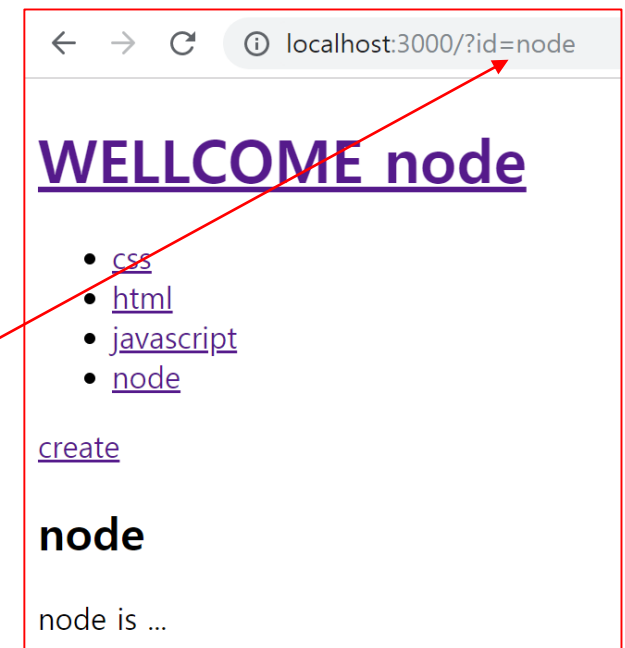 localhost:3000/?id=node
WELLCOME node
css
html
javascript
node
create
node
node is ...